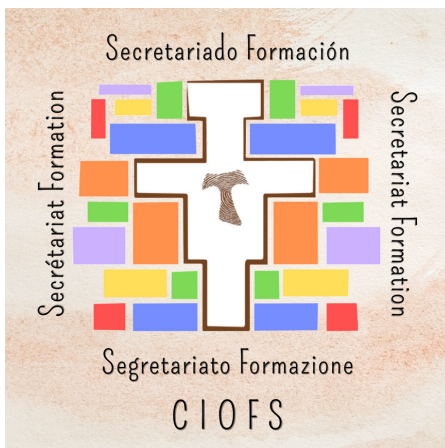 Secretariado Formación
Secrétariat Formation
Secretariat Formation
Segretariato Formazione
CIOFS